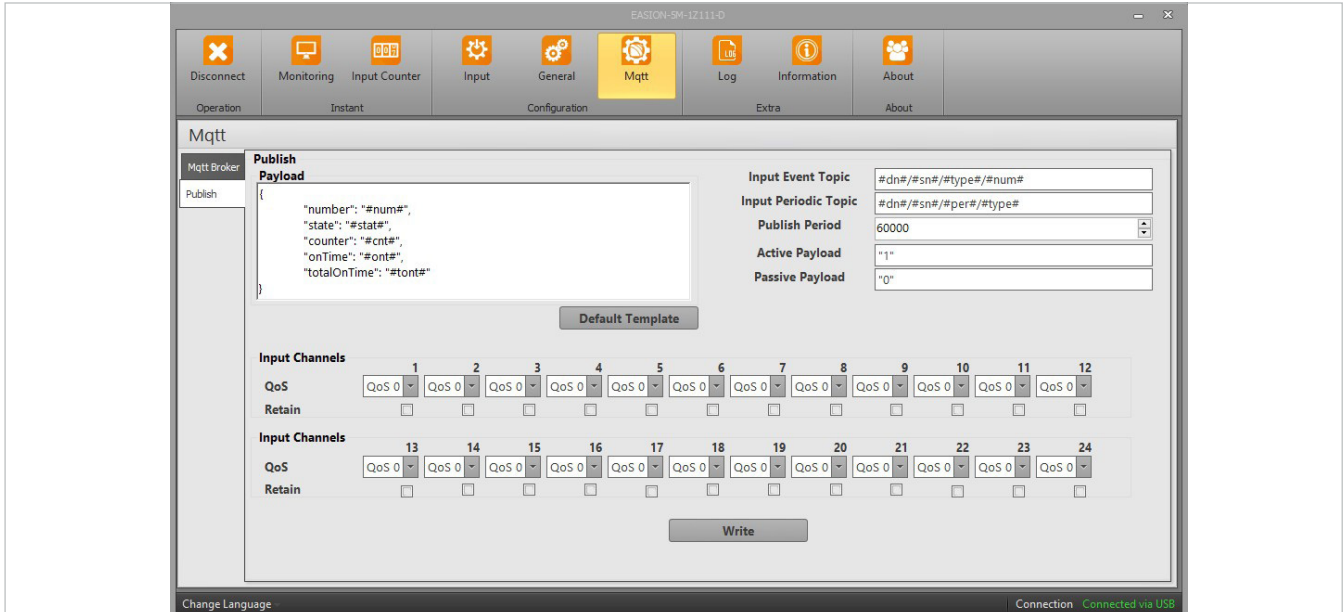 EASION-SM-1Z111-D
Disconnect Monitoring Input Counter Input General Mqtt Log Information About
Operation Instant Configuration Extra About
Mqtt
Mqtt Broker
Publish
Publish
Payload
{
"number": "#num#",
"state": "#stat#",
"counter": "#cnt#",
"onTime": "#ont#",
"totalOnTime": "#tont#"
}
Default Template
Input Event Topic #dn#/#sn#/#type#/#num#
Input Periodic Topic #dn#/#sn#/#per#/#type#
Publish Period 60000
Active Payload "1"
Passive Payload "0"
Input Channels
1 2 3 4 5 6 7 8 9 10 11 12
QoS QoS 0 QoS 0 QoS 0 QoS 0 QoS 0 QoS 0 QoS 0 QoS 0 QoS 0 QoS 0 QoS 0 QoS 0
Retain
Input Channels
13 14 15 16 17 18 19 20 21 22 23 24
QoS QoS 0 QoS 0 QoS 0 QoS 0 QoS 0 QoS 0 QoS 0 QoS 0 QoS 0 QoS 0 QoS 0 QoS 0
Retain
Write
Change Language Connection Connected via USB